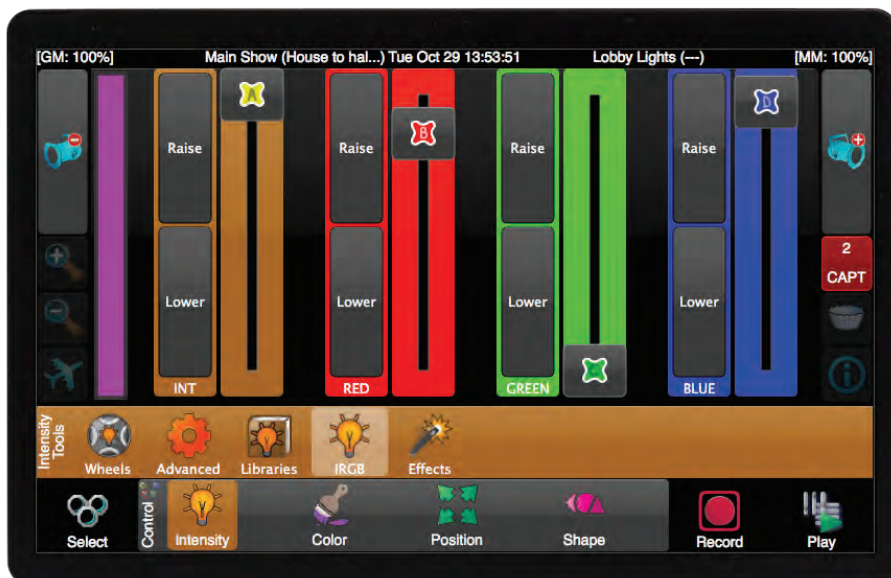 [GM: 100%] Main Show (House to hal...) Tue Oct 29 13:53:51 Lobby Lights (---) [MM: 100%]
A B C D
Raise Raise Raise Raise
2
CAPT
Lower Lower Lower Lower
INT RED GREEN BLUE
Intensity
Tools
Wheels Advanced Libraries IRGB Effects
Control
Select Intensity Color Position Shape Record Play